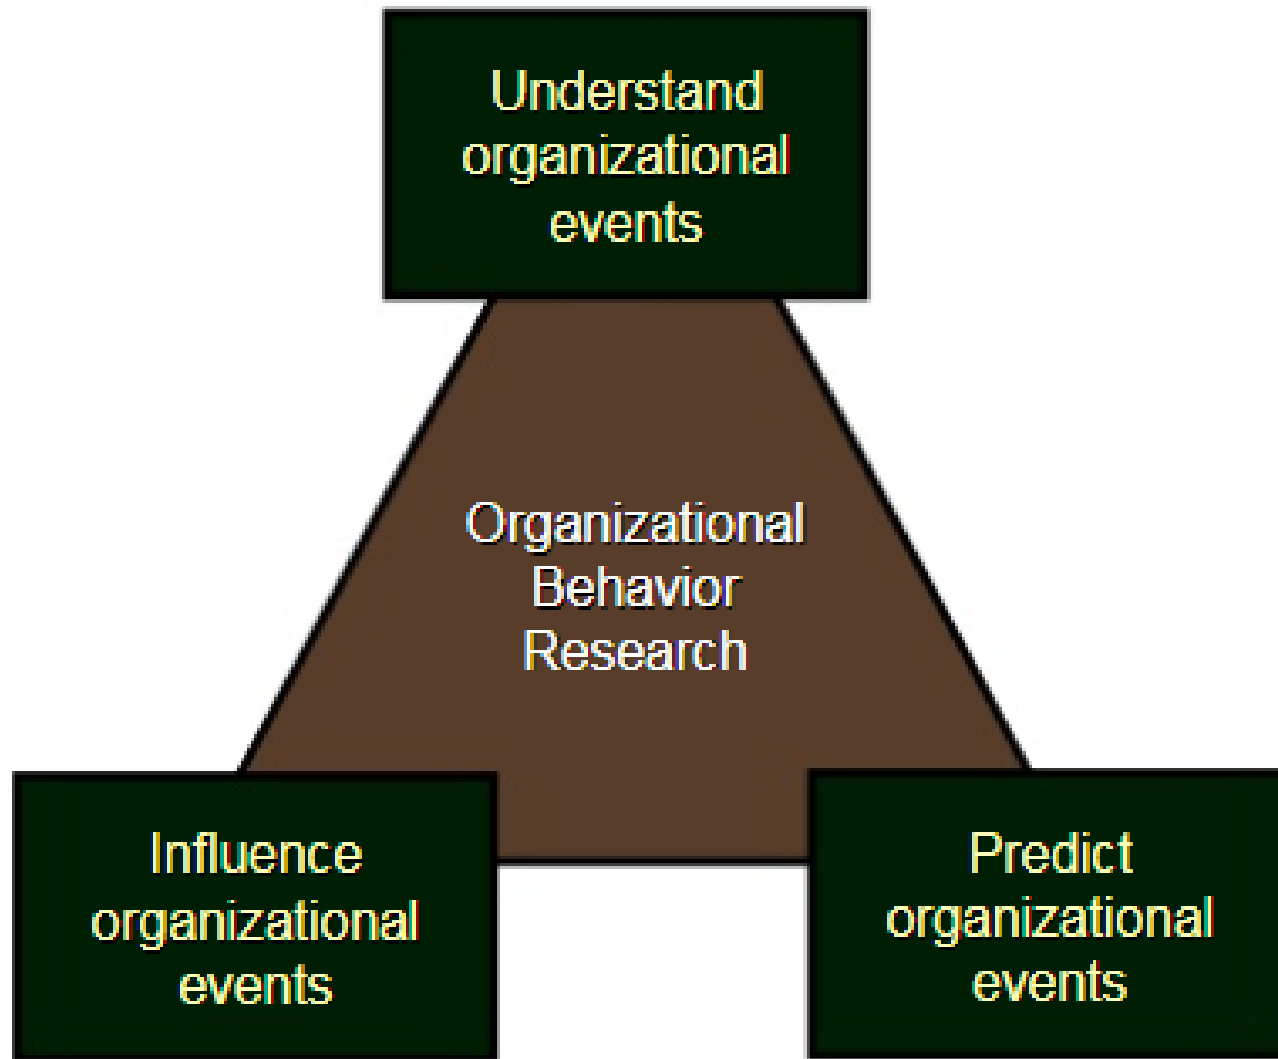 Understand
organizational
events
Organizational
Behavior
Research
Influence
organizational
events
Predict
organizational
events